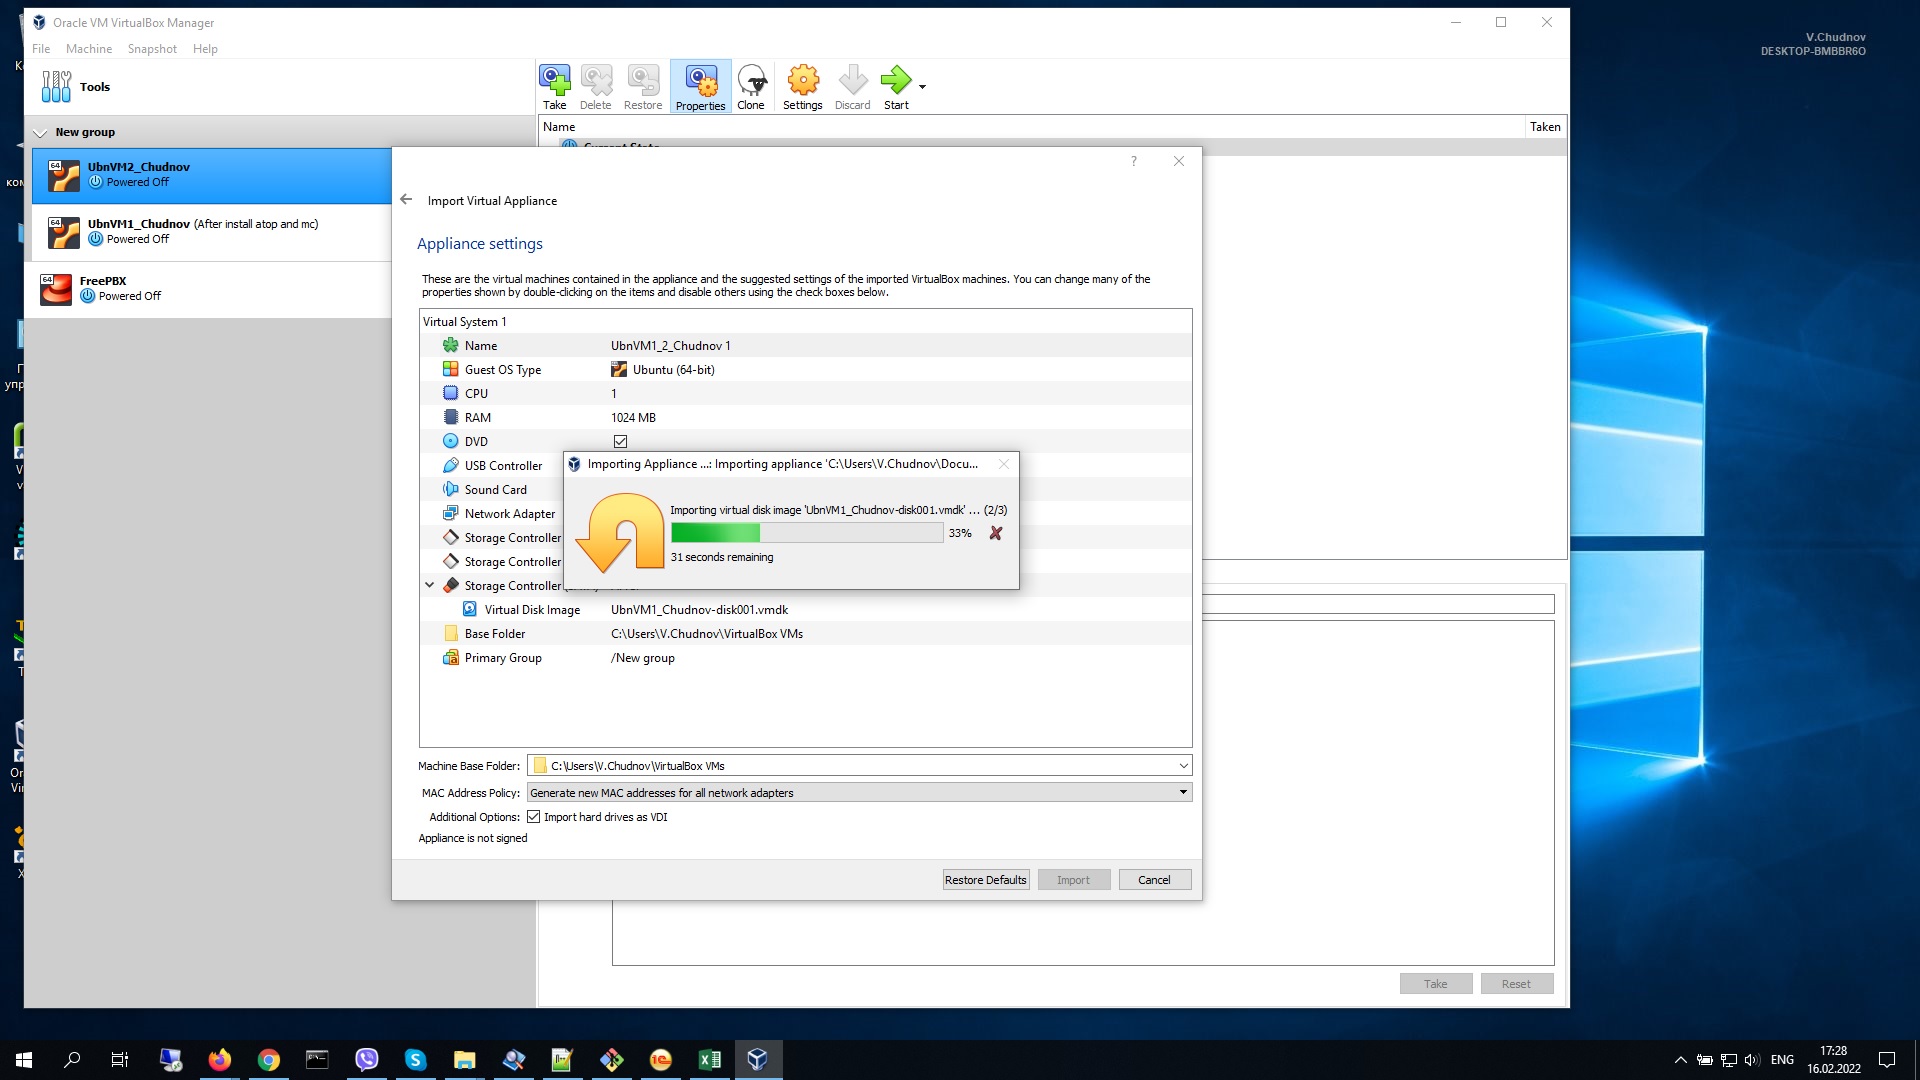 Oracle VM VirtualBox Manager
File Machine Snapshot Help
V.Chudnov
DESKTOP-BMBBR6O
Tools
Take Delete Restore Properties Clone Settings Discard Start
New group
Name Taken
64
UbnVM2_Chudnov
Powered Off
64
UbnVM1_Chudnov (After install atop and mc)
Powered Off
64
FreePBX
Powered Off
?
Import Virtual Appliance
Appliance settings
These are the virtual machines contained in the appliance and the suggested settings of the imported VirtualBox machines. You can change many of the
properties shown by double-clicking on the items and disable others using the check boxes below.
Virtual System 1
Name UbnVM1_2_Chudnov 1
Guest OS Type Ubuntu (64-bit)
CPU 1
RAM 1024 MB
DVD
USB Controller
Sound Card
Network Adapter
Storage Controller
Storage Controller
Storage Controller
Importing Appliance ...: Importing appliance 'C:\Users\V.Chudnov\Docu...
Importing virtual disk image 'UbnVM1_Chudnov-disk001.vmdk' ... (2/3)
33%
31 seconds remaining
Virtual Disk Image UbnVM1_Chudnov-disk001.vmdk
Base Folder C:\Users\V.Chudnov\VirtualBox VMs
Primary Group /New group
Machine Base Folder: C:\Users\V.Chudnov\VirtualBox VMs
MAC Address Policy: Generate new MAC addresses for all network adapters
Additional Options: Import hard drives as VDI
Appliance is not signed
Restore Defaults Import Cancel
Take Reset
ENG
17:28
16.02.2022